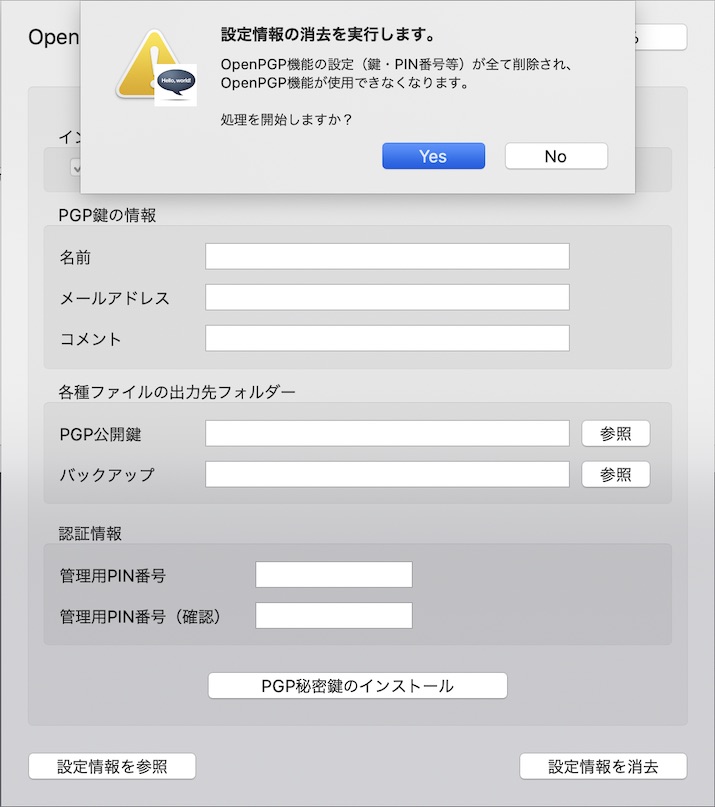 設定情報の消去を実行します。
OpenPGP機能の設定（鍵・PIN番号等）が全て削除され、
OpenPGP機能が使用できなくなります。
Hello, world!
処理を開始しますか？
Yes
No
Open
PGP鍵の情報
名前
メールアドレス
コメント
各種ファイルの出力先フォルダー
PGP公開鍵
参照
バックアップ
参照
認証情報
管理用PIN番号
管理用PIN番号（確認）
PGP秘密鍵のインストール
設定情報を参照
設定情報を消去